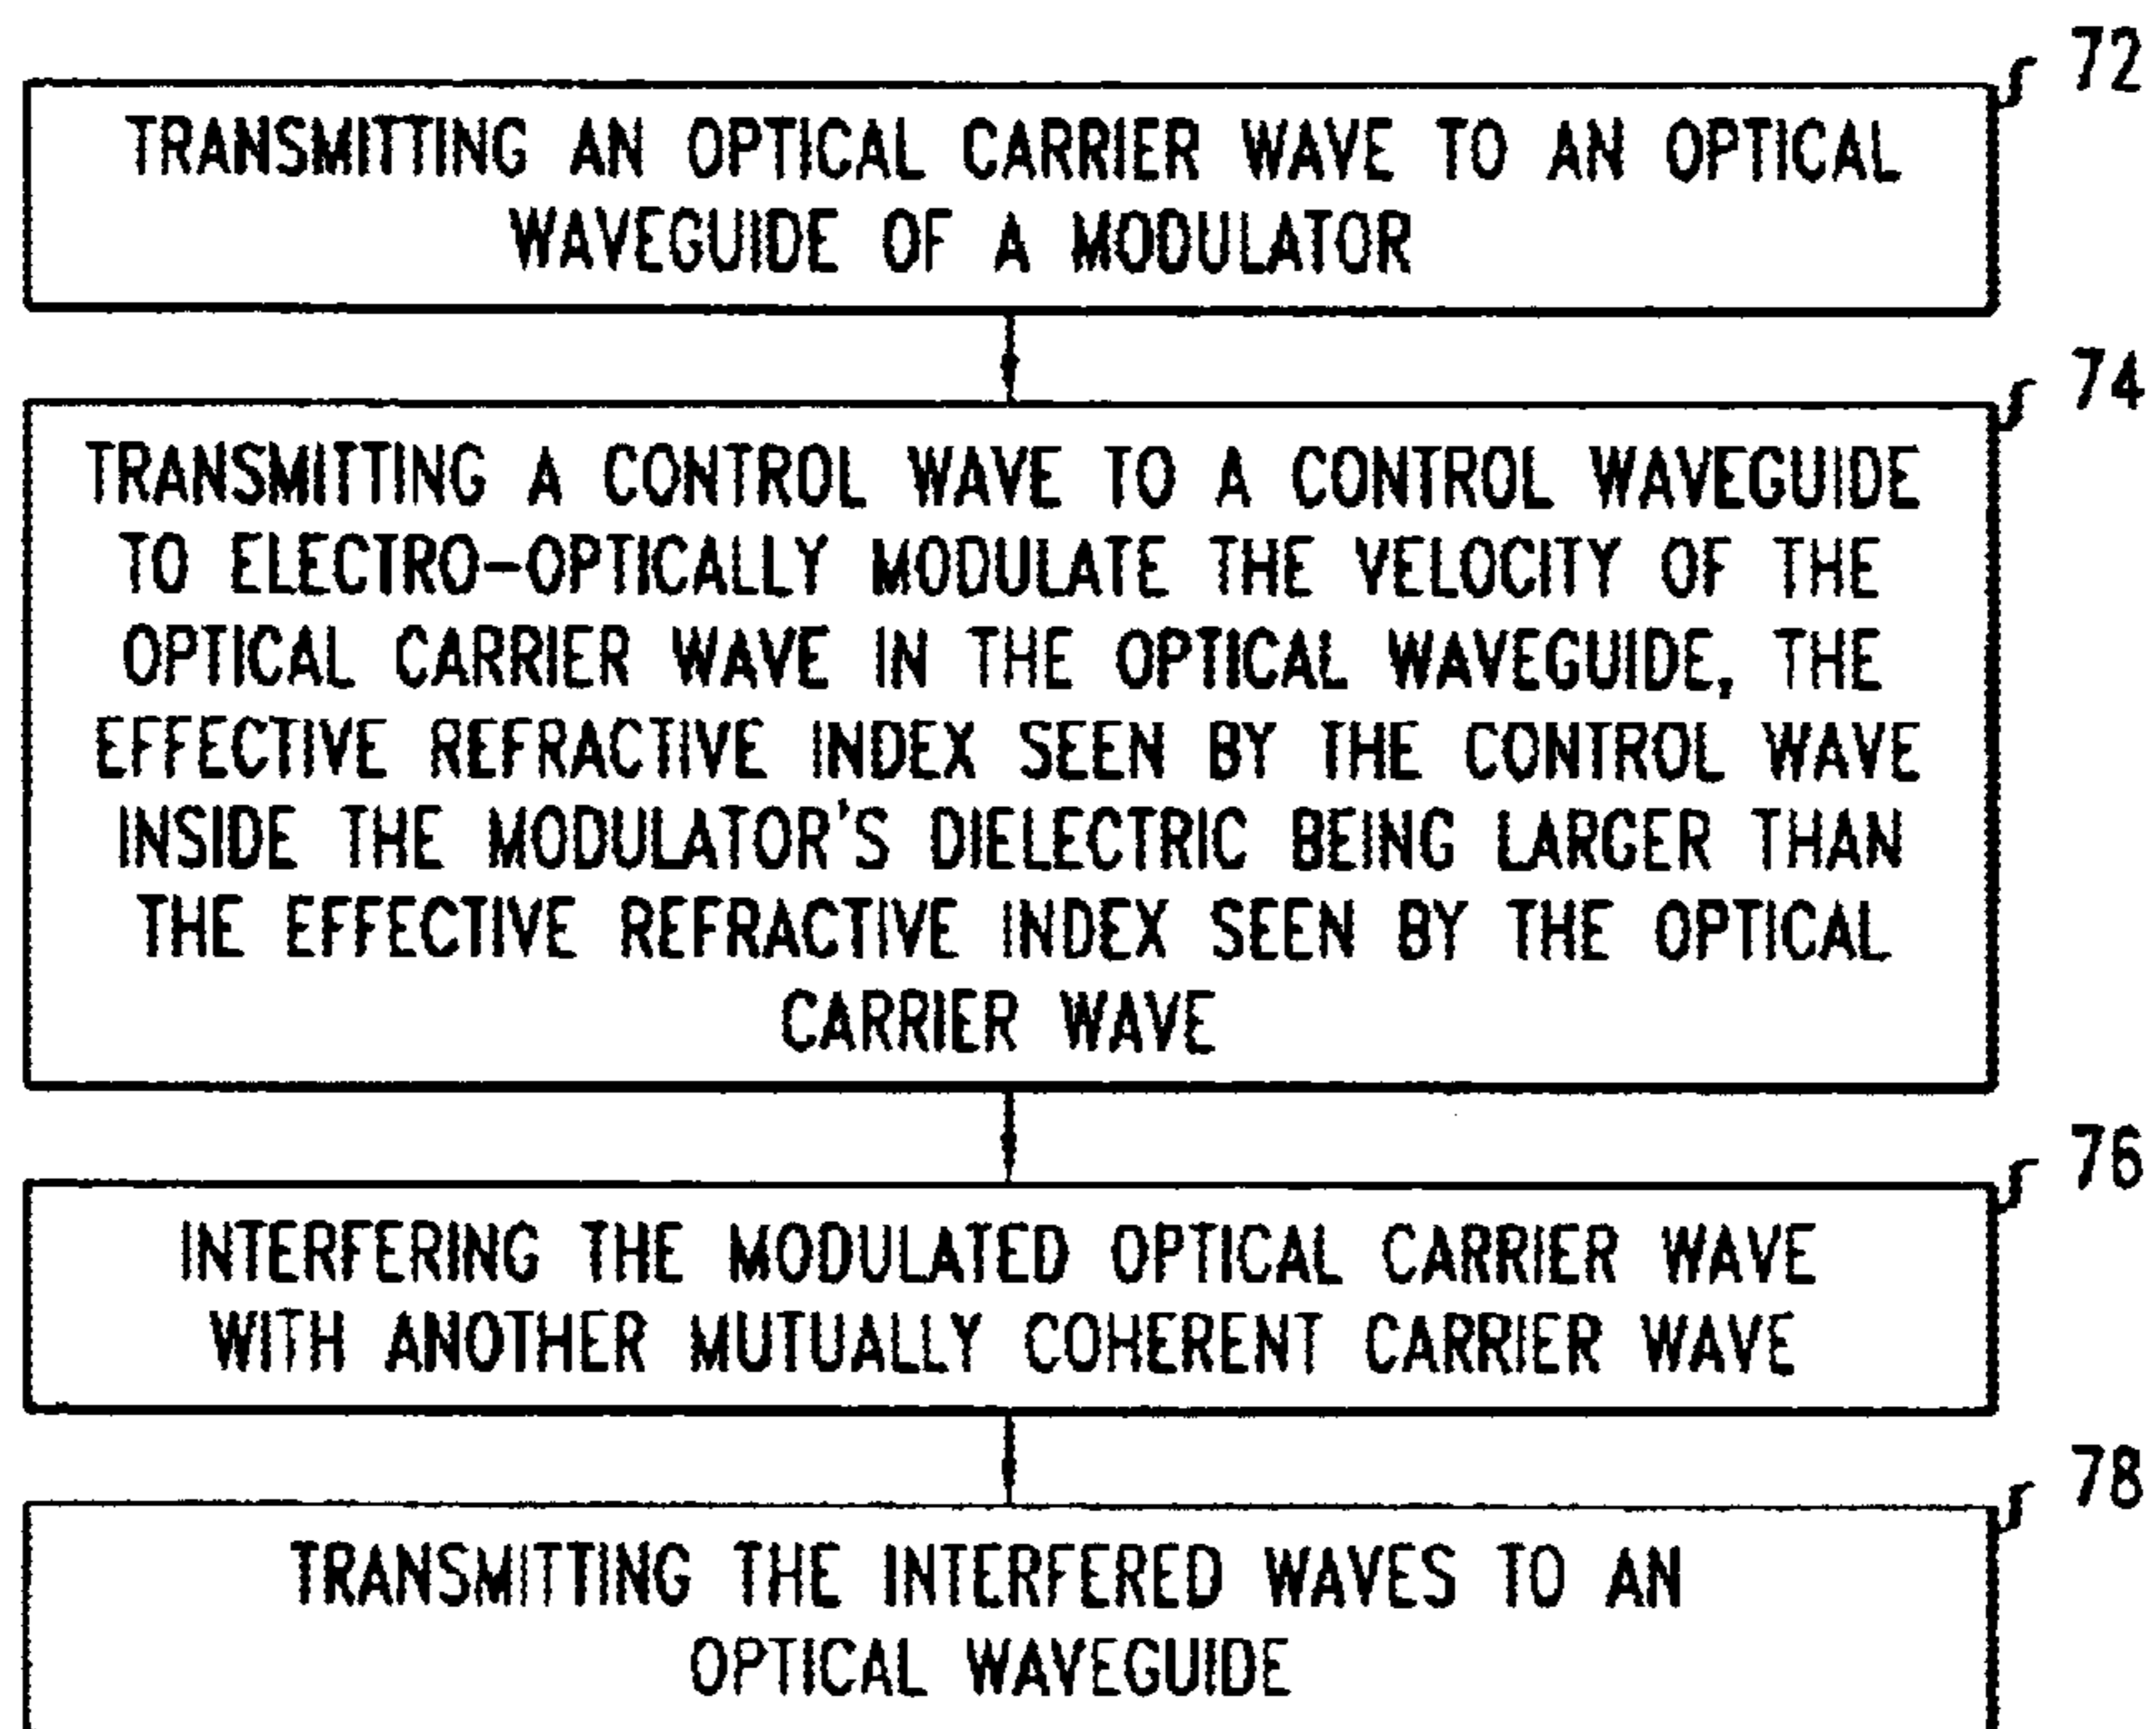 72
TRANSMITTING AN OPTICAL CARRIER WAVE TO AN OPTICAL
WAVEGUIDE OF A MODULATOR
74
TRANSMITTING A CONTROL WAVE TO A CONTROL WAVEGUIDE
TO ELECTRO-OPTICALLY MODULATE THE VELOCITY OF THE
OPTICAL CARRIER WAVE IN THE OPTICAL WAVEGUIDE, THE
EFFECTIVE REFRACTIVE INDEX SEEN BY THE CONTROL WAVE
INSIDE THE MODULATOR'S DIELECTRIC BEING LARGER THAN
THE EFFECTIVE REFRACTIVE INDEX SEEN BY THE OPTICAL
CARRIER WAVE
76
INTERFERING THE MODULATED OPTICAL CARRIER WAVE
WITH ANOTHER MUTUALLY COHERENT CARRIER WAVE
78
TRANSMITTING THE INTERFERED WAVES TO AN
OPTICAL WAVEGUIDE